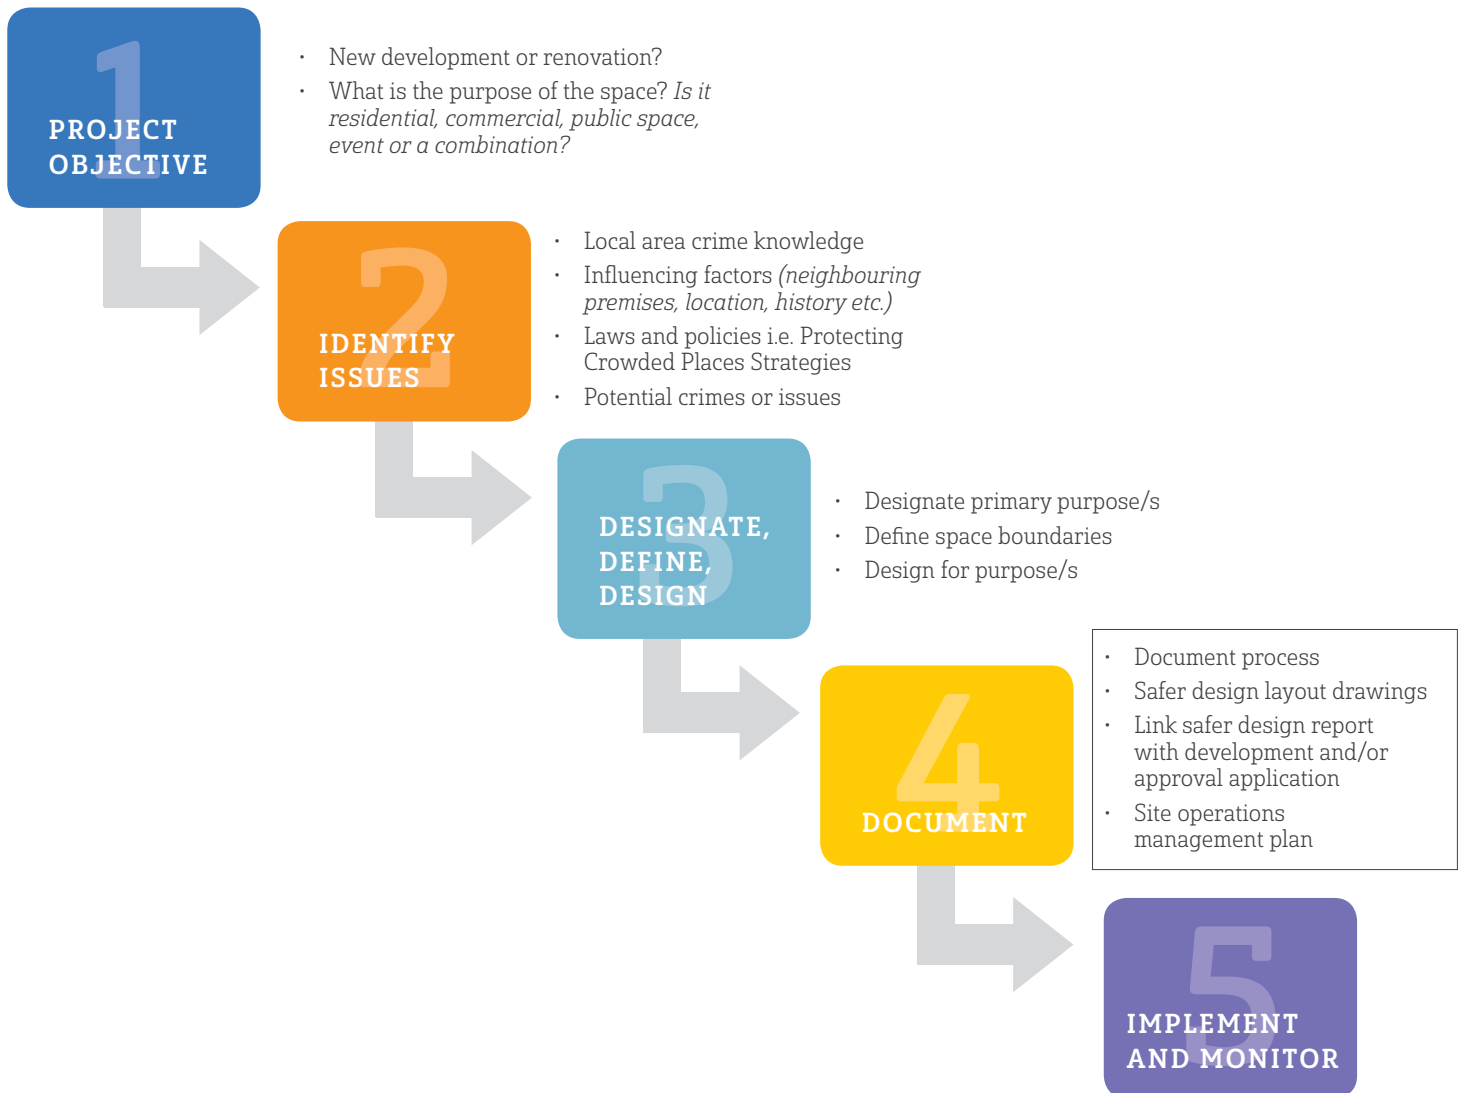 1
PROJECT
OBJECTIVE
• New development or renovation?
• What is the purpose of the space? Is it
residential, commercial, public space,
event or a combination?
2
IDENTIFY
ISSUES
• Local area crime knowledge
• Influencing factors (neighbouring
premises, location, history etc.)
• Laws and policies i.e. Protecting
Crowded Places Strategies
• Potential crimes or issues
3
DESIGNATE,
DEFINE,
DESIGN
• Designate primary purpose/s
• Define space boundaries
• Design for purpose/s
4
DOCUMENT
• Document process
• Safer design layout drawings
• Link safer design report
with development and/or
approval application
• Site operations
management plan
5
IMPLEMENT
AND MONITOR